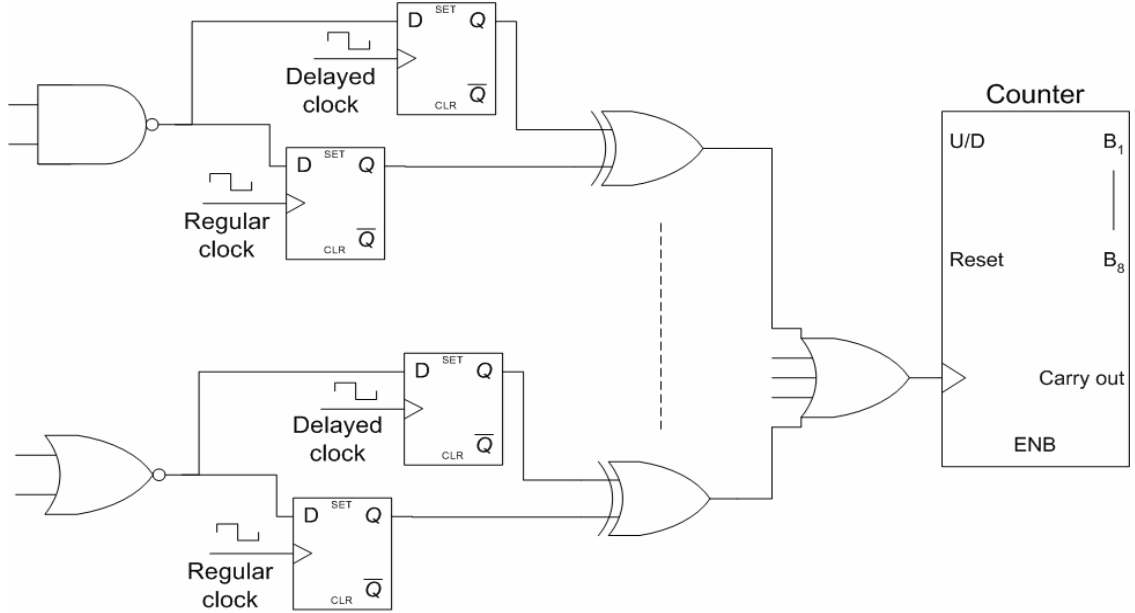 SET
D Q
Delayed
clock
Q
CLR
SET
D Q
Regular
clock
Q
CLR
Counter
U/D B1
Reset B8
Carry out
ENB
SET
D Q
Delayed
clock
Q
CLR
SET
D Q
Regular
clock
Q
CLR